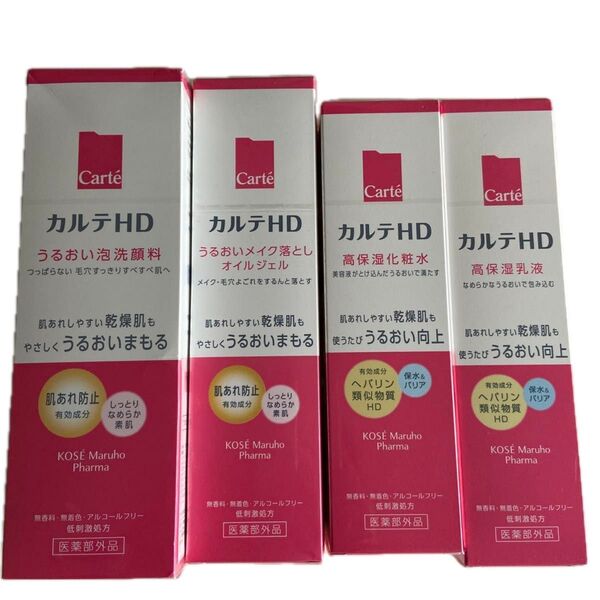 Carté
カルテHD
うるおい泡洗顔料
つっぱらない 毛穴すっきりすべすべ肌へ
肌あれしやすい乾燥肌も
やさしくうるおいまもる
肌あれ防止
有効成分
しっとり
なめらか
素肌
KOSÉ Maruho
Pharma
無香料・無着色・アルコールフリー
低刺激処方
医薬部外品
Carté
カルテHD
うるおいメイク落とし
オイルジェル
メイク・毛穴よごれをするんと落とす
肌あれしやすい乾燥肌も
やさしくうるおいまもる
肌あれ防止
有効成分
しっとり
なめらか
素肌
KOSÉ Maruho
Pharma
無香料・無着色・アルコールフリー
低刺激処方
医薬部外品
Carté
カルテHD
高保湿化粧水
美容液がとけ込んだうるおいで満たす
肌あれしやすい乾燥肌も
使うたびうるおい向上
有効成分
ヘパリン
類似物質
HD
保水&
バリア
KOSÉ Maruho
Pharma
無香料・無着色・アルコールフリー
低刺激処方
医薬部外品
Carté
カルテHD
高保湿乳液
なめらかなうるおいで包み込む
肌あれしやすい乾燥肌も
使うたびうるおい向上
有効成分
ヘパリン
類似物質
HD
保水&
バリア
KOSÉ Maruho
Pharma
無香料・無着色・アルコールフリー
低刺激処方
医薬部外品